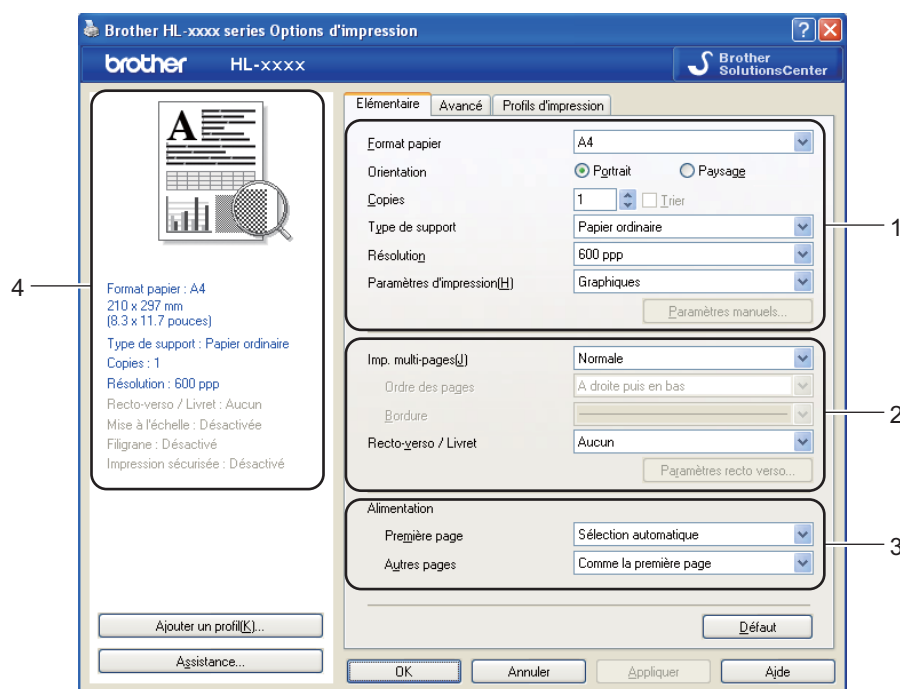 Brother HL-xxxx series Options d'impression
brother HL-xxxx
Brother
SolutionsCenter
A
Format papier : A4
210 x 297 mm
(8.3 x 11.7 pouces)
Type de support : Papier ordinaire
Copies : 1
Résolution : 600 ppp
Recto-verso / Livret : Aucun
Mise à l'échelle : Désactivée
Filigrane : Désactivé
Impression sécurisée : Désactivé
Ajouter un profil(K)...
Assistance...
4
Elémentaire Avancé Profils d'impression
Format papier A4
Orientation Portrait Paysage
Copies 1 Trier
Type de support Papier ordinaire
Résolution 600 ppp
Paramètres d'impression(H) Graphiques
Paramètres manuels...
1
Imp. multi-pages(J) Normale
Ordre des pages A droite puis en bas
Bordure
Recto-verso / Livret Aucun
Paramètres recto verso...
2
Alimentation
Première page Sélection automatique
Autres pages Comme la première page
3
Défaut
OK Annuler Appliquer Aide